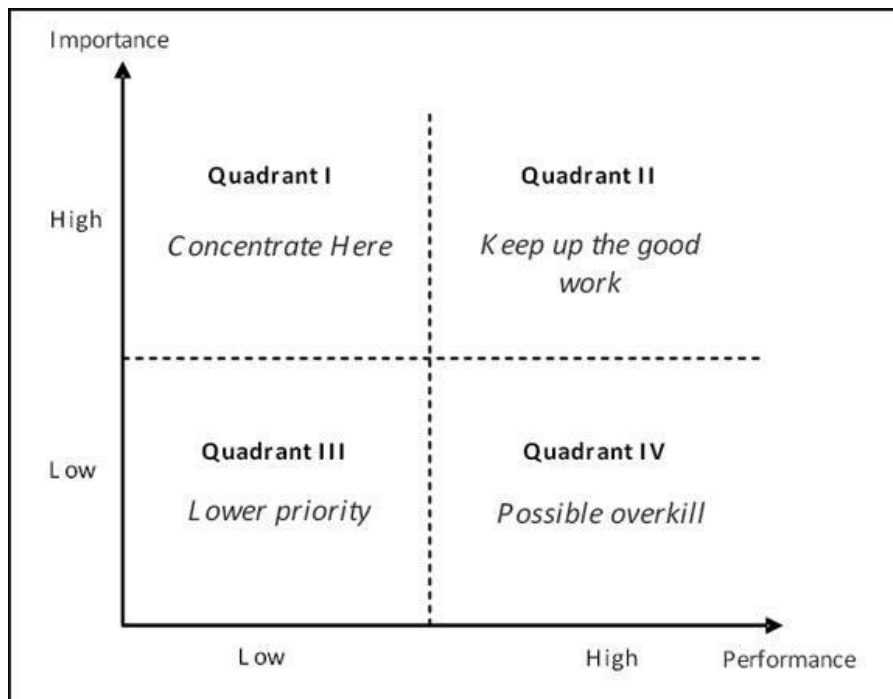 Importance
High
Quadrant I
Concentrate Here
Quadrant II
Keep up the good
work
Low
Quadrant III
Lower priority
Quadrant IV
Possible overkill
Low
High
Performance